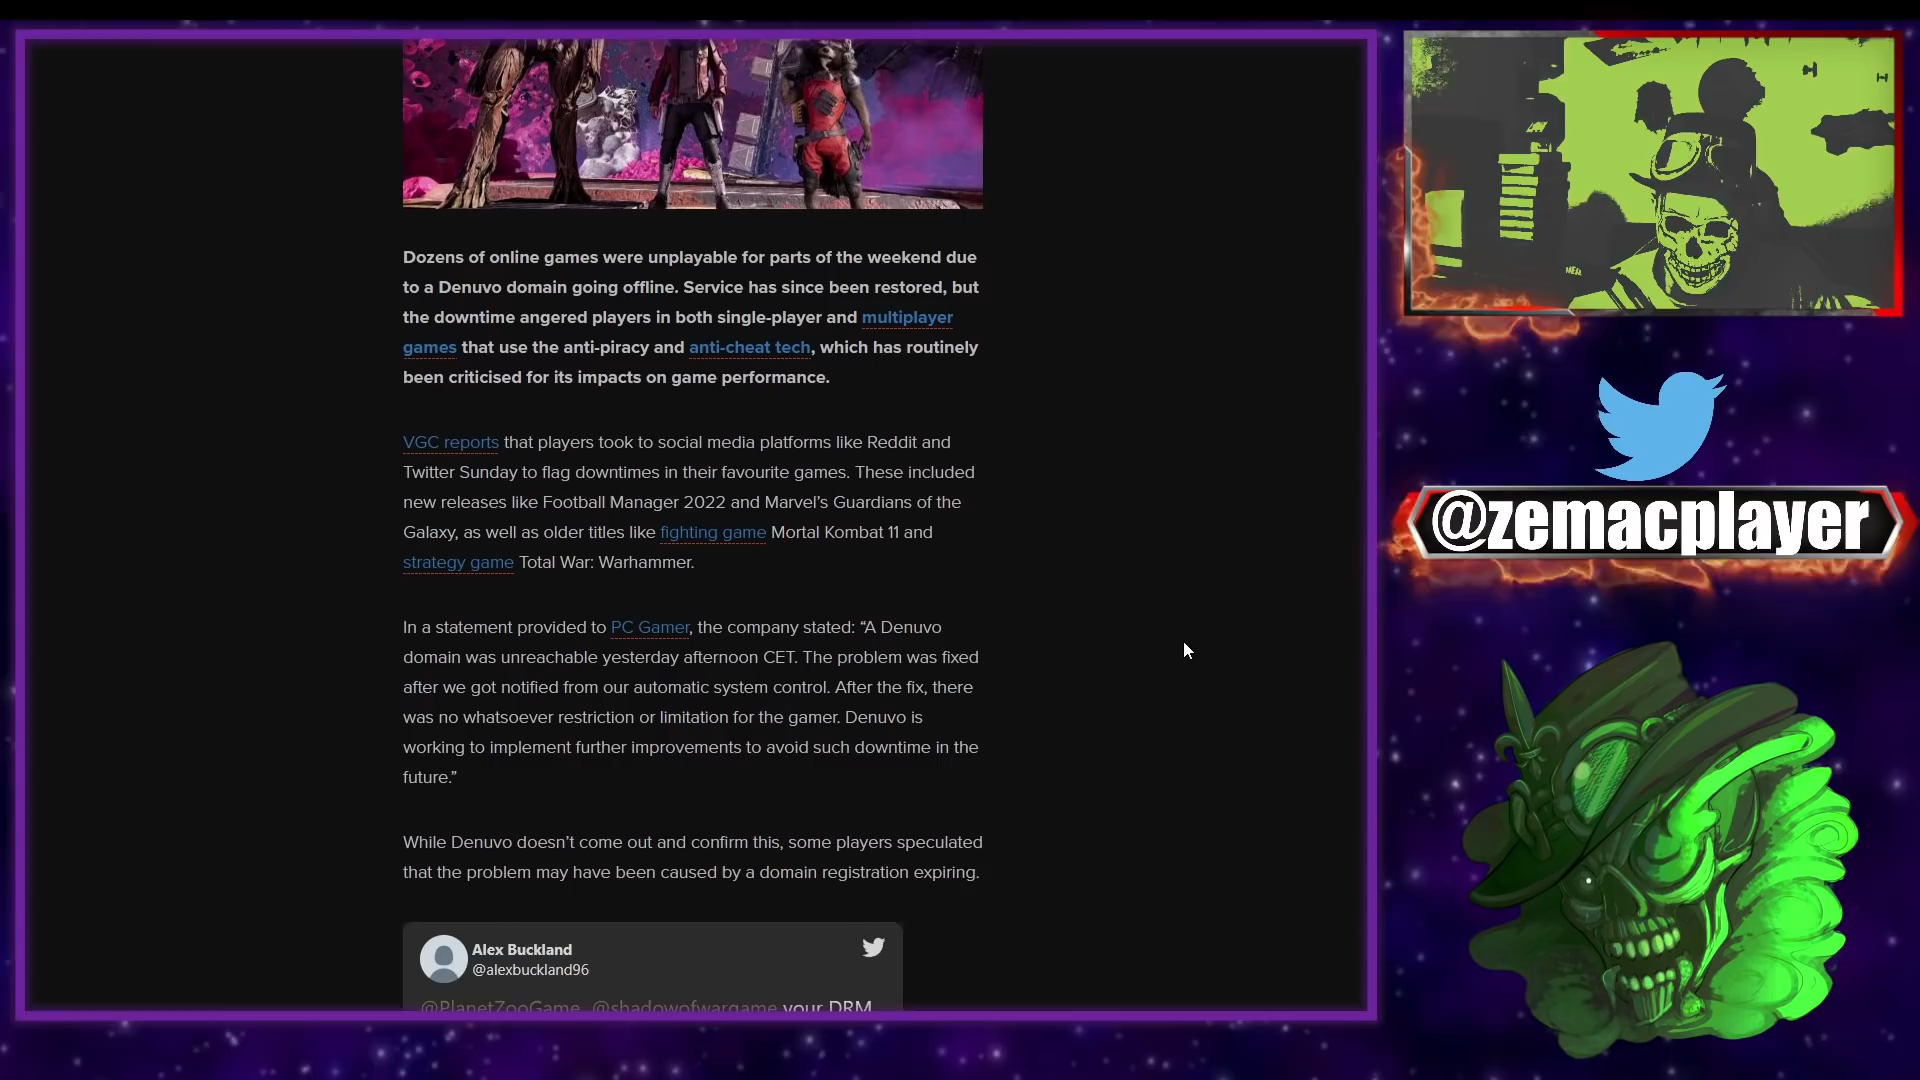 Dozens of online games were unplayable for parts of the weekend due
to a Denuvo domain going offline. Service has since been restored, but
the downtime angered players in both single-player and multiplayer
games that use the anti-piracy and anti-cheat tech, which has routinely
been criticised for its impacts on game performance.
VGC reports that players took to social media platforms like Reddit and
Twitter Sunday to flag downtimes in their favourite games. These included
new releases like Football Manager 2022 and Marvel’s Guardians of the
Galaxy, as well as older titles like fighting game Mortal Kombat 11 and
strategy game Total War: Warhammer.
In a statement provided to PC Gamer, the company stated: “A Denuvo
domain was unreachable yesterday afternoon CET. The problem was fixed
after we got notified from our automatic system control. After the fix, there
was no whatsoever restriction or limitation for the gamer. Denuvo is
working to implement further improvements to avoid such downtime in the
future.”
While Denuvo doesn’t come out and confirm this, some players speculated
that the problem may have been caused by a domain registration expiring.
Alex Buckland
@alexbuckland96
@PlanetZooGame @shadowofwargame your DRM
@zemacplayer